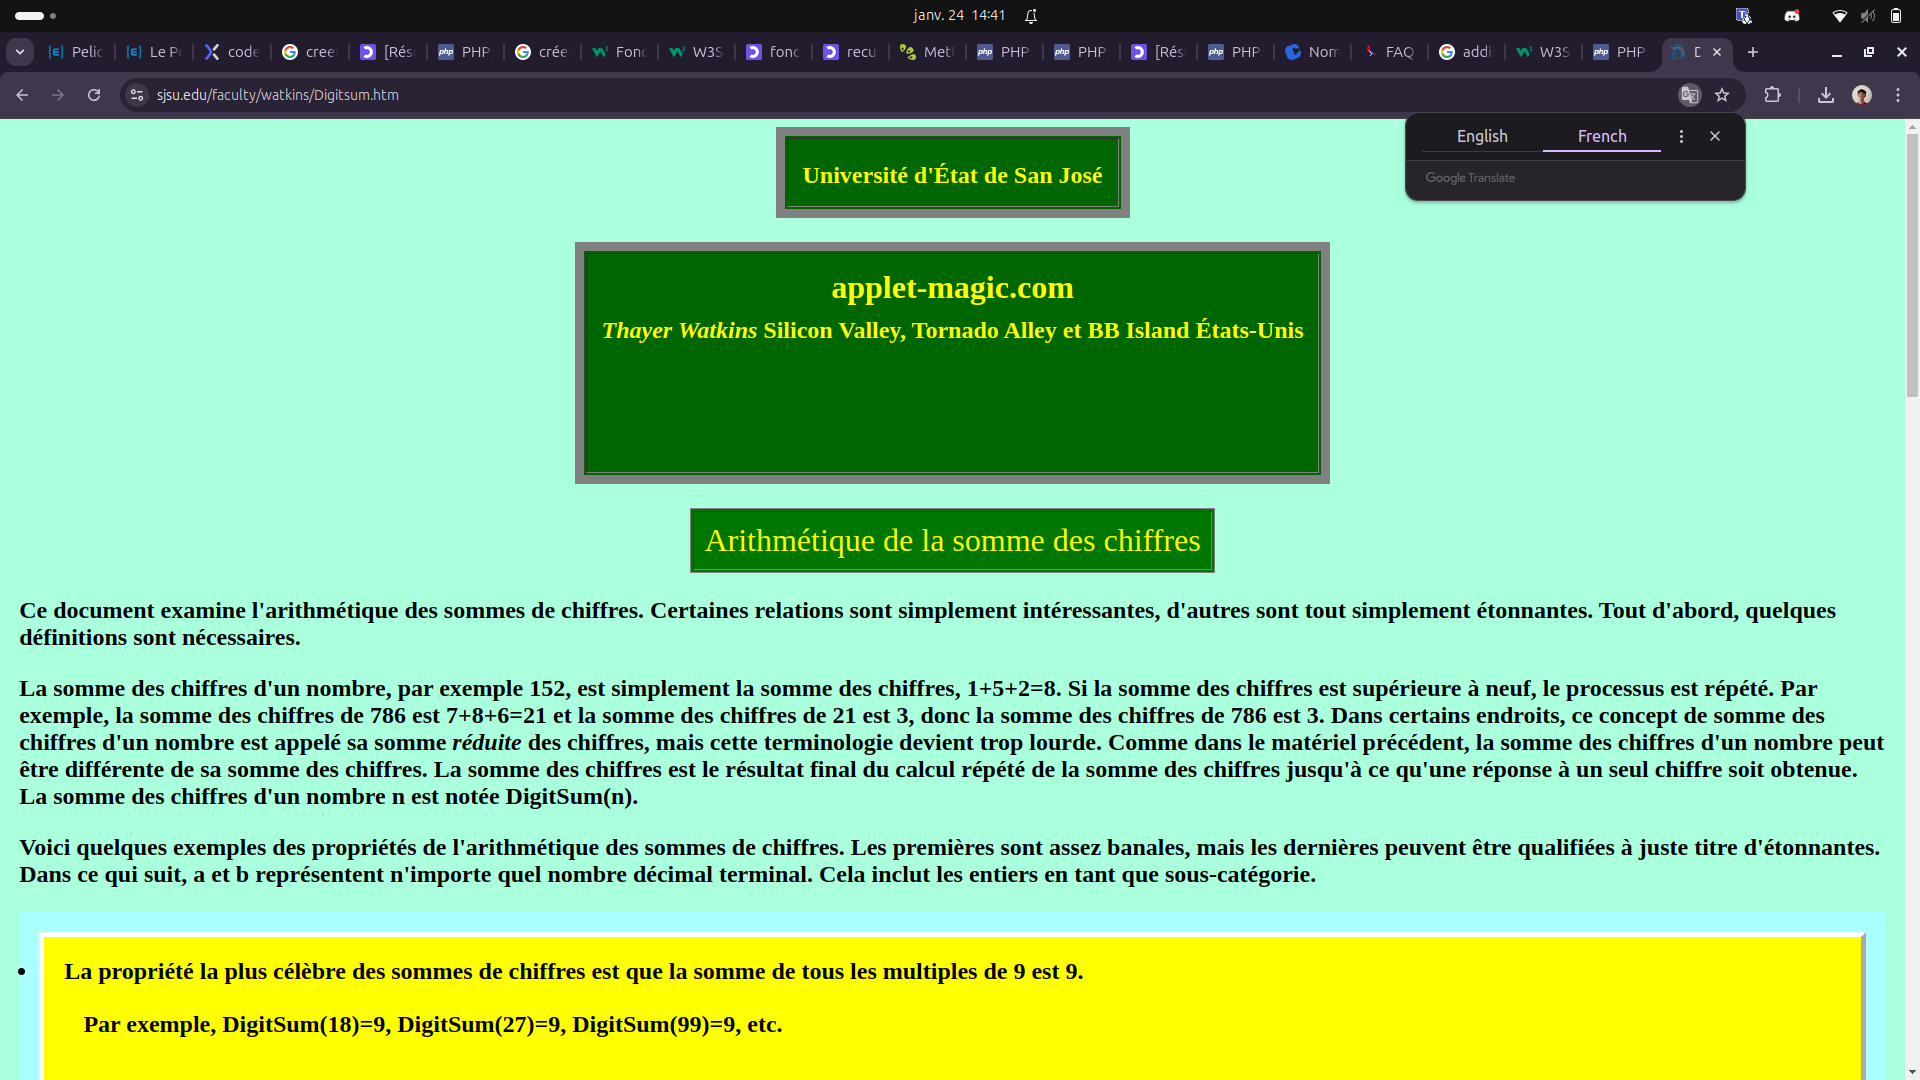 janv. 24 14:41
Pelic
Le P
code
cree
[Rés
PHP
crée
Fonc
W3S
fonc
recu
Meth
PHP
PHP
[Rés
PHP
Nom
FAQ
addi
W3S
PHP
D
sjsu.edu/faculty/watkins/Digitsum.htm
English French
Google Translate
Université d'État de San José
applet-magic.com
Thayer Watkins Silicon Valley, Tornado Alley et BB Island États-Unis
Arithmétique de la somme des chiffres
Ce document examine l'arithmétique des sommes de chiffres. Certaines relations sont simplement intéressantes, d'autres sont tout simplement étonnantes. Tout d'abord, quelques
définitions sont nécessaires.
La somme des chiffres d'un nombre, par exemple 152, est simplement la somme des chiffres, 1+5+2=8. Si la somme des chiffres est supérieure à neuf, le processus est répété. Par
exemple, la somme des chiffres de 786 est 7+8+6=21 et la somme des chiffres de 21 est 3, donc la somme des chiffres de 786 est 3. Dans certains endroits, ce concept de somme des
chiffres d'un nombre est appelé sa somme réduite des chiffres, mais cette terminologie devient trop lourde. Comme dans le matériel précédent, la somme des chiffres d'un nombre peut
être différente de sa somme des chiffres. La somme des chiffres est le résultat final du calcul répété de la somme des chiffres jusqu'à ce qu'une réponse à un seul chiffre soit obtenue.
La somme des chiffres d'un nombre n est notée DigitSum(n).
Voici quelques exemples des propriétés de l'arithmétique des sommes de chiffres. Les premières sont assez banales, mais les dernières peuvent être qualifiées à juste titre d'étonnantes.
Dans ce qui suit, a et b représentent n'importe quel nombre décimal terminal. Cela inclut les entiers en tant que sous-catégorie.
La propriété la plus célèbre des sommes de chiffres est que la somme de tous les multiples de 9 est 9.
Par exemple, DigitSum(18)=9, DigitSum(27)=9, DigitSum(99)=9, etc.